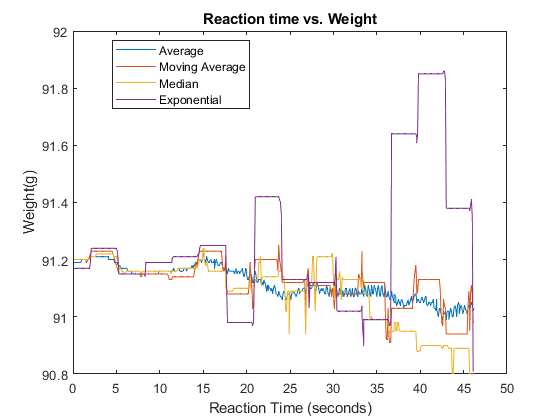 Reaction time vs. Weight
92
91.8
91.6
91.4
91.2
91
90.8
Weight(g)
Average
Moving Average
Median
Exponential
0 5 10 15 20 25 30 35 40 45 50
Reaction Time (seconds)